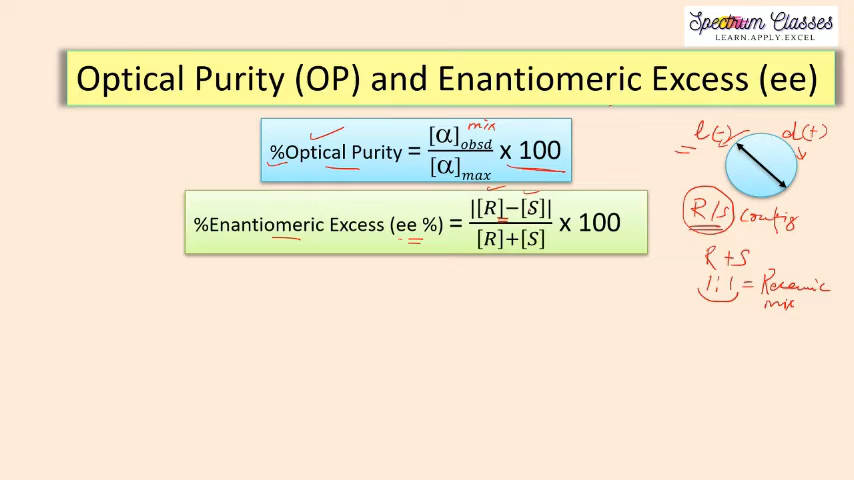 Spectrum Classes
LEARN.APPLY.EXCEL
Optical Purity (OP) and Enantiomeric Excess (ee)
%Optical Purity = [α]obsd / [α]max x 100
mix
l(-) d(+)
%Enantiomeric Excess (ee %) = |[R]−[S]| / [R]+[S] x 100
R/S config
R + S
1:1 = Racemic
mix